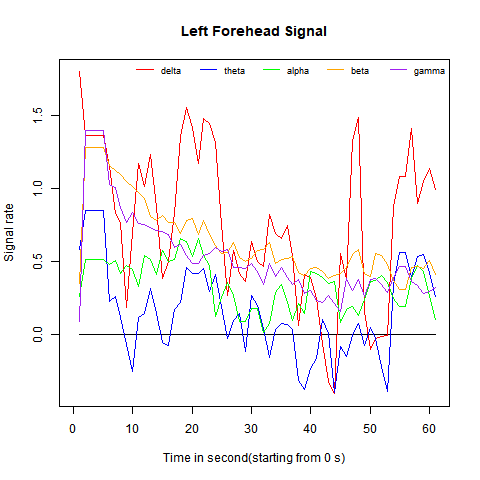 Left Forehead Signal
delta theta alpha beta gamma
Signal rate
0.0 0.5 1.0 1.5
0 10 20 30 40 50 60
Time in second(starting from 0 s)